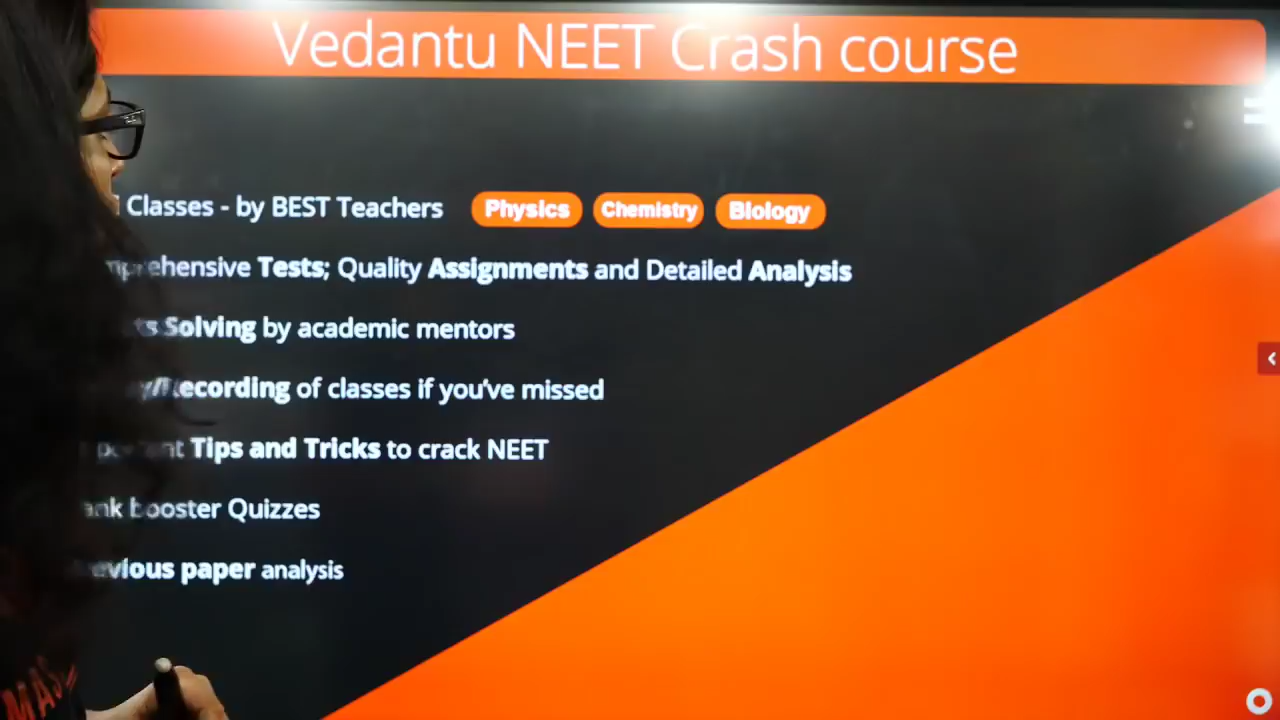 Vedantu NEET Crash course
Classes - by BEST Teachers Physics Chemistry Biology
Tests; Quality Assignments and Detailed Analysis
Solving by academic mentors
of classes if you've missed
Tips and Tricks to crack NEET
booster Quizzes
paper analysis